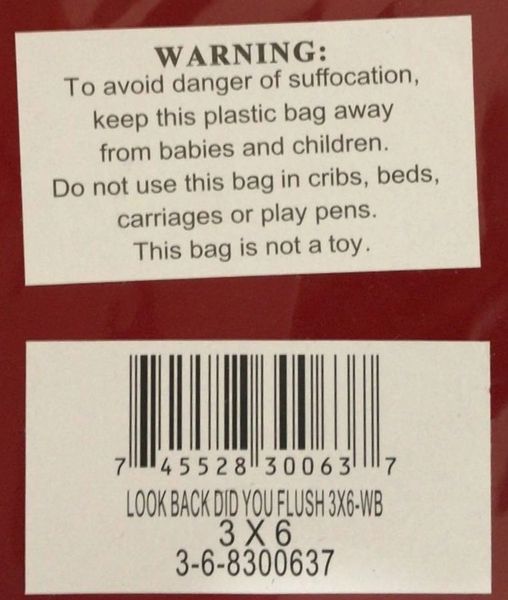 WARNING:
To avoid danger of suffocation,
keep this plastic bag away
from babies and children.
Do not use this bag in cribs, beds,
carriages or play pens.
This bag is not a toy.
7 45528 30063 7
LOOK BACK DID YOU FLUSH 3X6-WB
3 X 6
3-6-8300637